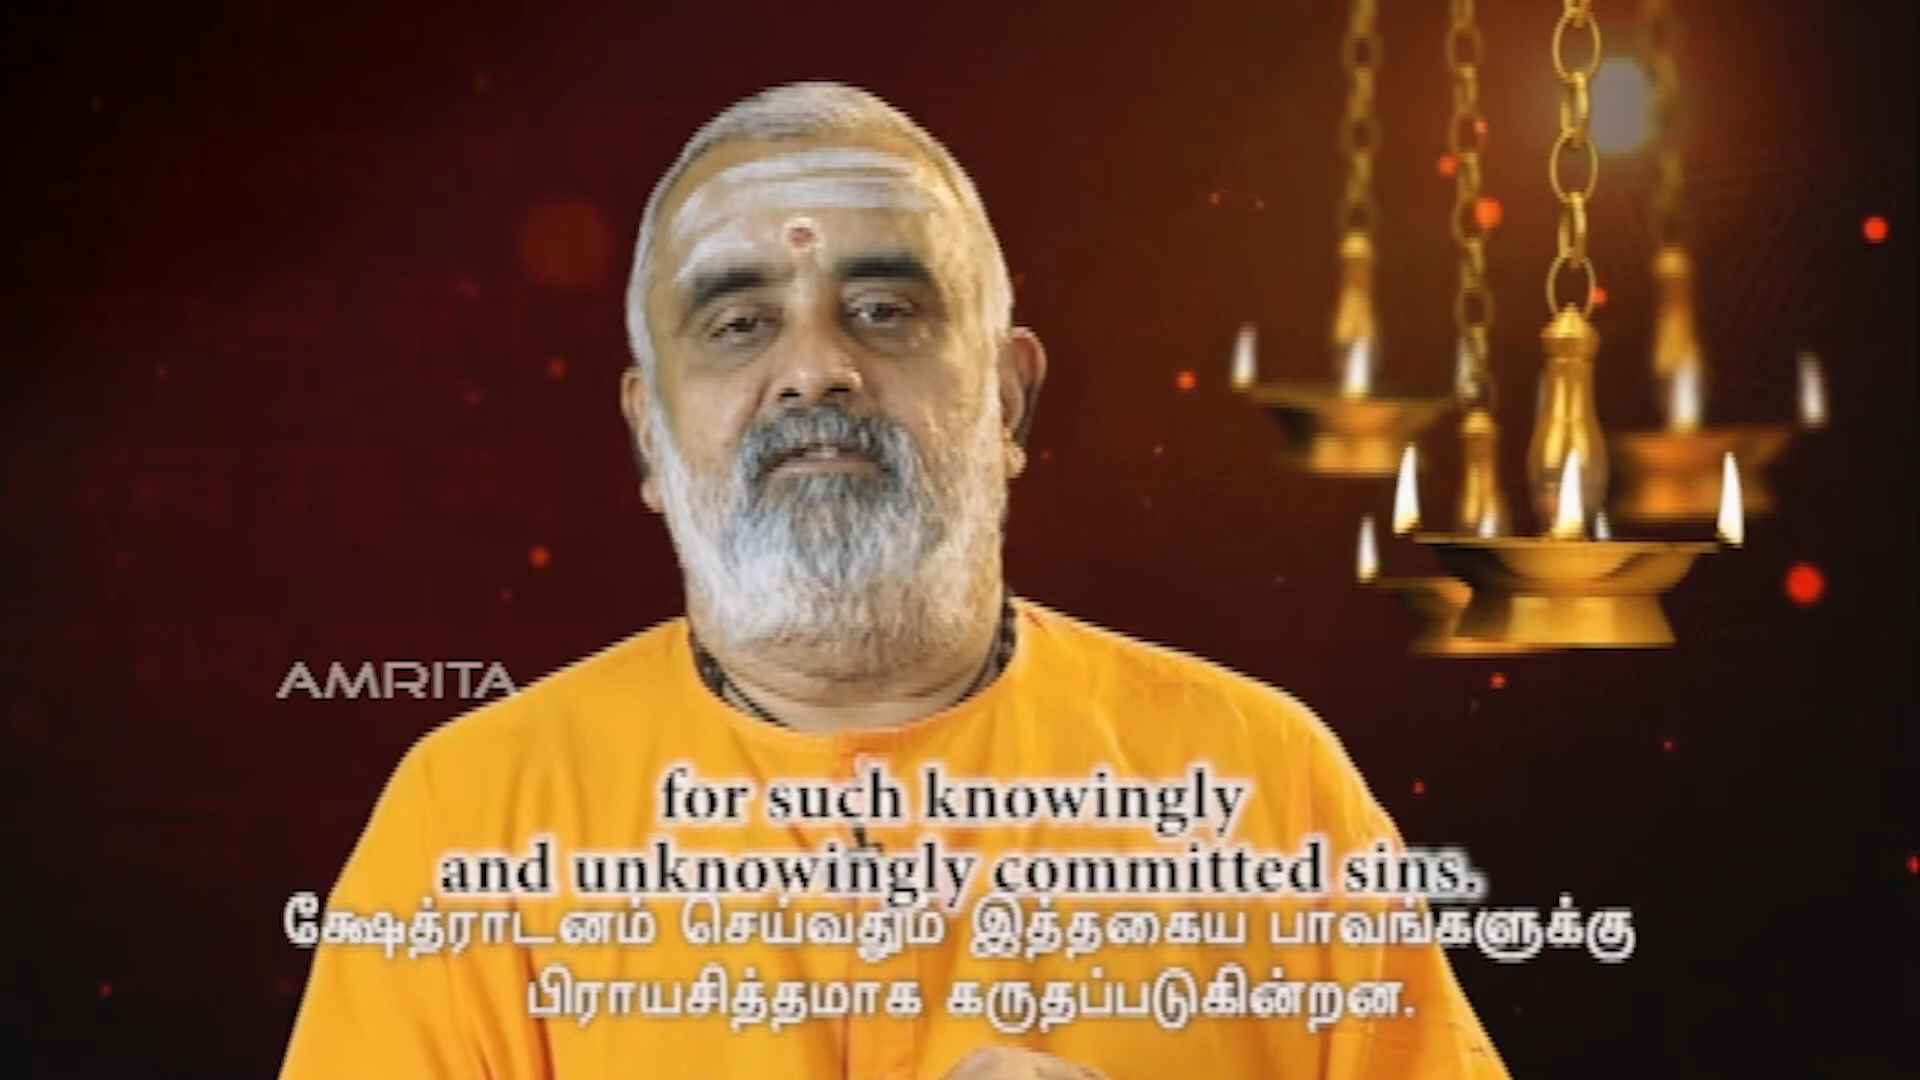 AMRITA
for such knowingly
and unknowingly committed sins.
க்ஷேத்ராடனம் செய்வதும் இத்தகைய பாவங்களுக்கு
பிராயசித்தமாக கருதப்படுகின்றன.